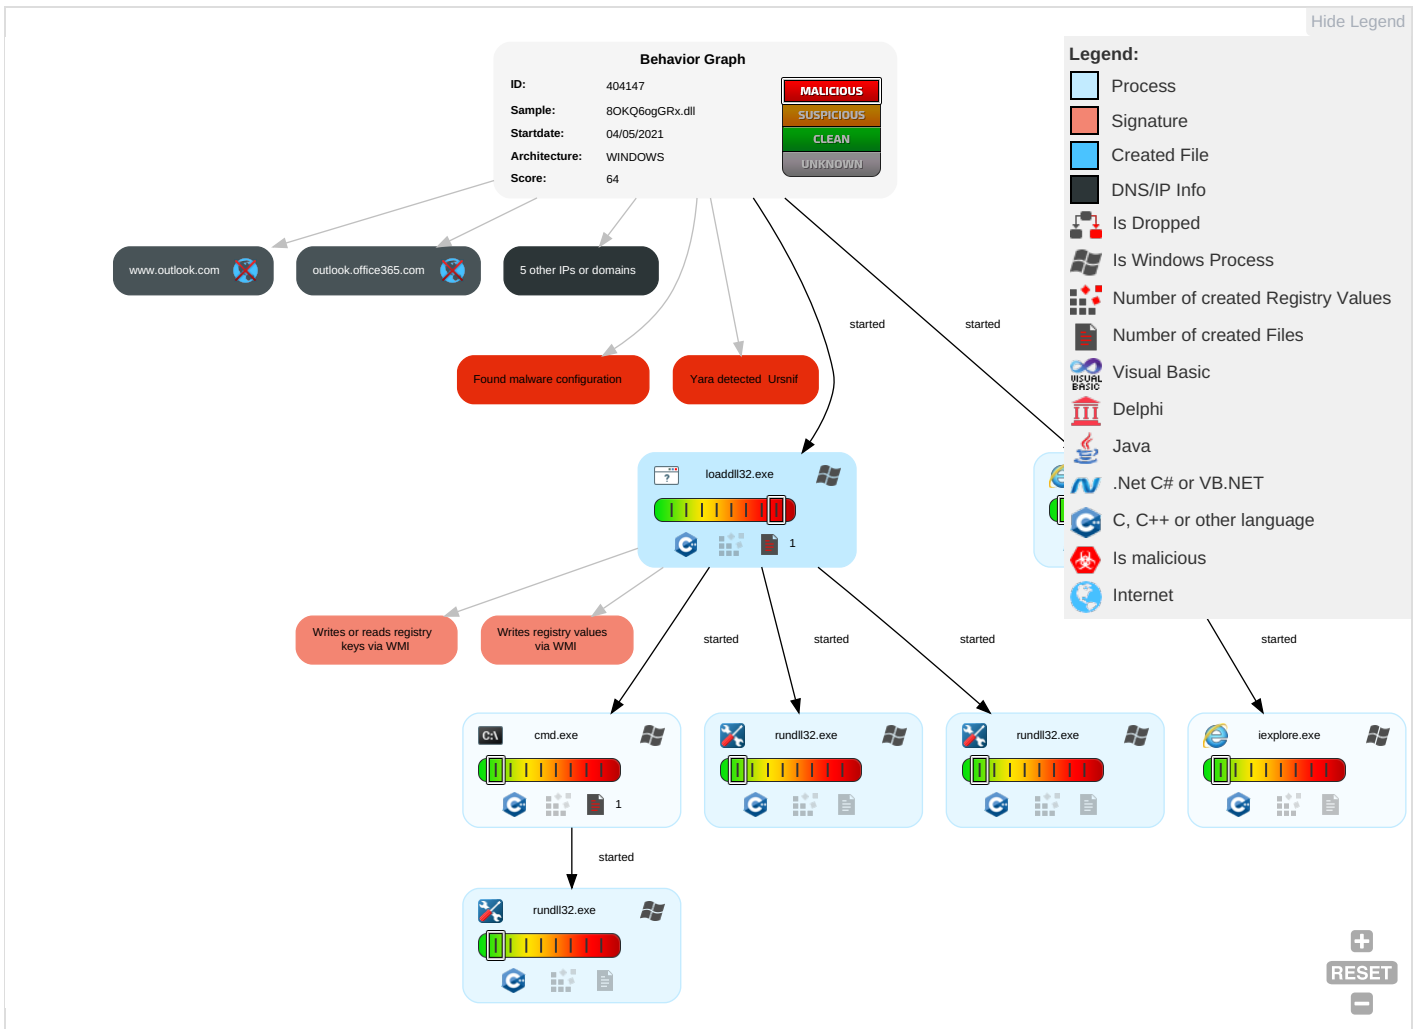 Hide Legend
Behavior Graph
ID: 404147
Sample: 8OKQ6ogGRx.dll
Startdate: 04/05/2021
Architecture: WINDOWS
Score: 64
MALICIOUS
SUSPICIOUS
CLEAN
UNKNOWN
Legend:
Process
Signature
Created File
DNS/IP Info
Is Dropped
Is Windows Process
Number of created Registry Values
Number of created Files
VISUAL
BASIC
Visual Basic
Delphi
Java
.Net C# or VB.NET
C, C++ or other language
Is malicious
Internet
www.outlook.com
outlook.office365.com
5 other IPs or domains
started
started
Found malware configuration
Yara detected Ursnif
loaddll32.exe
?
1
Writes or reads registry
keys via WMI
Writes registry values
via WMI
started
started
started
started
C:\
cmd.exe
1
rundll32.exe
rundll32.exe
iexplore.exe
started
rundll32.exe
RESET